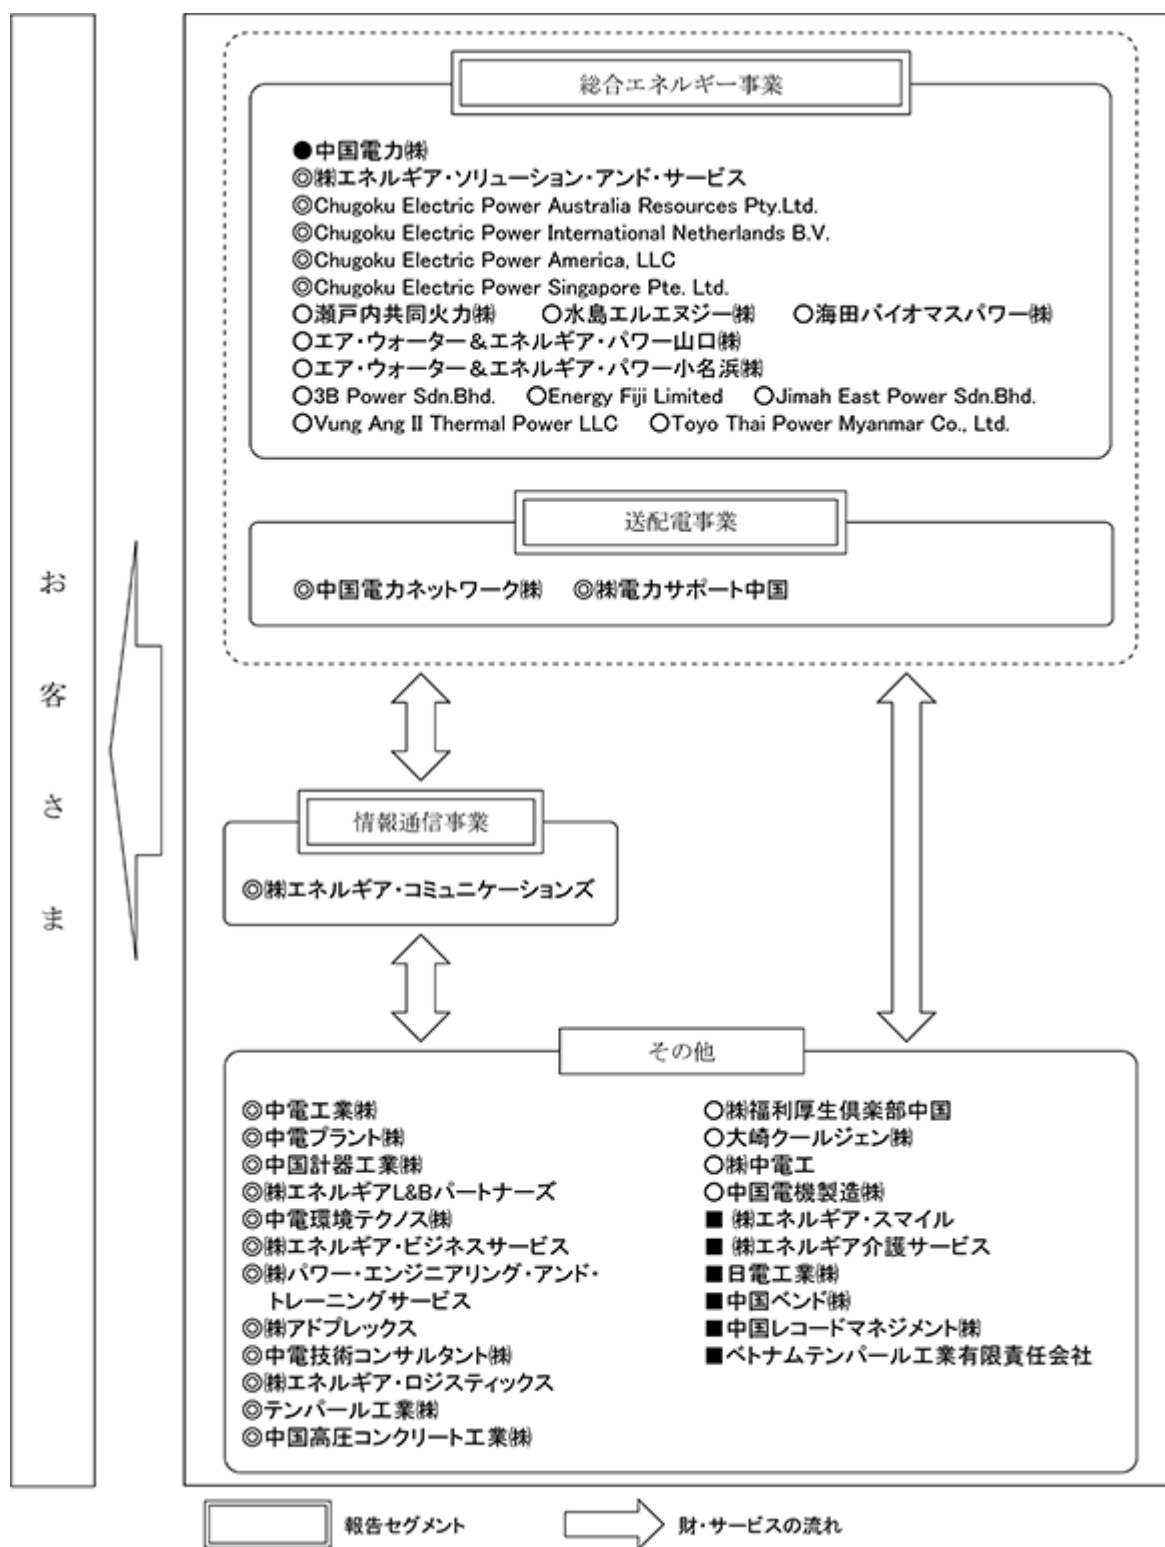 お客さま
総合エネルギー事業
●中国電力㈱
◎㈱エネルギア・ソリューション・アンド・サービス
◎Chugoku Electric Power Australia Resources Pty.Ltd.
◎Chugoku Electric Power International Netherlands B.V.
◎Chugoku Electric Power America, LLC
◎Chugoku Electric Power Singapore Pte. Ltd.
○瀬戸内共同火力㈱ ○水島エルエヌジー㈱ ○海田バイオマスパワー㈱
○エア・ウォーター＆エネルギア・パワー山口㈱
○エア・ウォーター＆エネルギア・パワー小名浜㈱
○3B Power Sdn.Bhd. ○Energy Fiji Limited ○Jimah East Power Sdn.Bhd.
○Vung Ang II Thermal Power LLC ○Toyo Thai Power Myanmar Co., Ltd.
送配電事業
◎中国電力ネットワーク㈱ ◎㈱電力サポート中国
情報通信事業
◎㈱エネルギア・コミュニケーションズ
その他
◎中電工業㈱
◎中電プラント㈱
◎中国計器工業㈱
◎㈱エネルギアL&Bパートナーズ
◎中電環境テクノス㈱
◎㈱エネルギア・ビジネスサービス
◎㈱パワー・エンジニアリング・アンド・
トレーニングサービス
◎㈱アドプレックス
◎中電技術コンサルタント㈱
◎㈱エネルギア・ロジスティックス
◎テンパール工業㈱
◎中国高圧コンクリート工業㈱
○㈱福利厚生倶楽部中国
○大崎クールジェン㈱
○㈱中電工
○中国電機製造㈱
■ ㈱エネルギア・スマイル
■ ㈱エネルギア介護サービス
■日電工業㈱
■中国ベンド㈱
■中国レコードマネジメント㈱
■ベトナムテンパール工業有限責任会社
報告セグメント
財・サービスの流れ